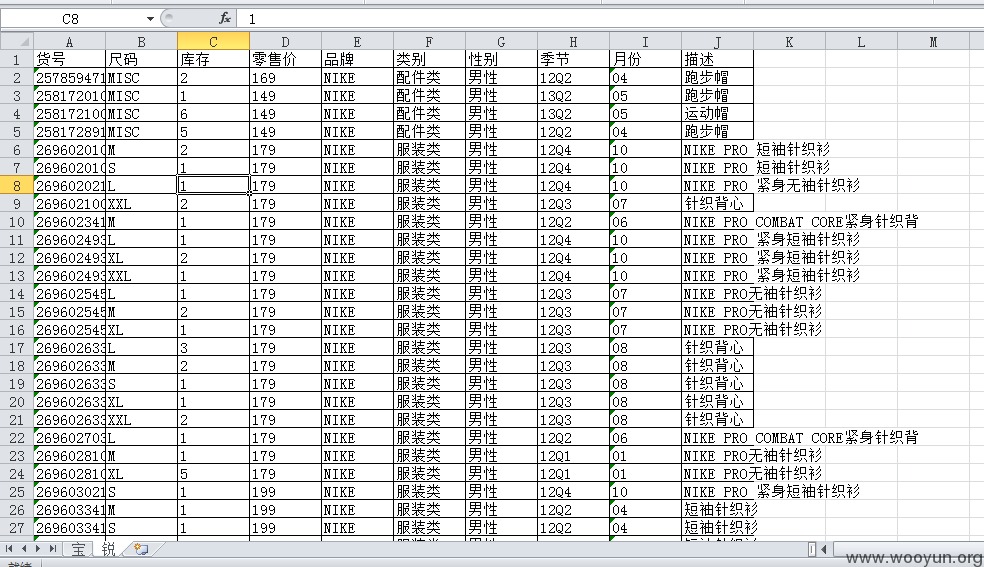 C8 fx 1
A B C D E F G H I J K L M
1 货号 尺码 库存 零售价 品牌 类别 性别 季节 月份 描述
2 257859471 MISC 2 169 NIKE 配件类 男性 12Q2 04 跑步帽
3 258172010 MISC 1 149 NIKE 配件类 男性 13Q2 05 跑步帽
4 258172100 MISC 6 149 NIKE 配件类 男性 13Q2 05 运动帽
5 258172891 MISC 5 149 NIKE 配件类 男性 12Q2 04 跑步帽
6 269602010 M 2 179 NIKE 服装类 男性 12Q4 10 NIKE PRO 短袖针织衫
7 269602010 S 1 179 NIKE 服装类 男性 12Q4 10 NIKE PRO 短袖针织衫
8 269602021 L 1 179 NIKE 服装类 男性 12Q4 10 NIKE PRO 紧身无袖针织衫
9 269602100 XXL 2 179 NIKE 服装类 男性 12Q3 07 针织背心
10 269602341 M 1 179 NIKE 服装类 男性 12Q2 06 NIKE PRO COMBAT CORE紧身针织背
11 269602493 L 1 179 NIKE 服装类 男性 12Q4 10 NIKE PRO 紧身短袖针织衫
12 269602493 XL 2 179 NIKE 服装类 男性 12Q4 10 NIKE PRO 紧身短袖针织衫
13 269602493 XXL 1 179 NIKE 服装类 男性 12Q4 10 NIKE PRO 紧身短袖针织衫
14 269602545 L 1 179 NIKE 服装类 男性 12Q3 07 NIKE PRO无袖针织衫
15 269602545 M 2 179 NIKE 服装类 男性 12Q3 07 NIKE PRO无袖针织衫
16 269602545 XL 1 179 NIKE 服装类 男性 12Q3 07 NIKE PRO无袖针织衫
17 269602633 L 3 179 NIKE 服装类 男性 12Q3 08 针织背心
18 269602633 M 2 179 NIKE 服装类 男性 12Q3 08 针织背心
19 269602633 S 1 179 NIKE 服装类 男性 12Q3 08 针织背心
20 269602633 XL 1 179 NIKE 服装类 男性 12Q3 08 针织背心
21 269602633 XXL 2 179 NIKE 服装类 男性 12Q3 08 针织背心
22 269602703 L 1 179 NIKE 服装类 男性 12Q2 06 NIKE PRO COMBAT CORE紧身针织背
23 269602810 M 1 179 NIKE 服装类 男性 12Q1 01 NIKE PRO无袖针织衫
24 269602810 XL 5 179 NIKE 服装类 男性 12Q1 01 NIKE PRO无袖针织衫
25 269603021 S 1 199 NIKE 服装类 男性 12Q4 10 NIKE PRO 紧身短袖针织衫
26 269603341 M 1 199 NIKE 服装类 男性 12Q2 04 短袖针织衫
27 269603341 S 1 199 NIKE 服装类 男性 12Q2 04 短袖针织衫
宝 锐
www.wooyun.org